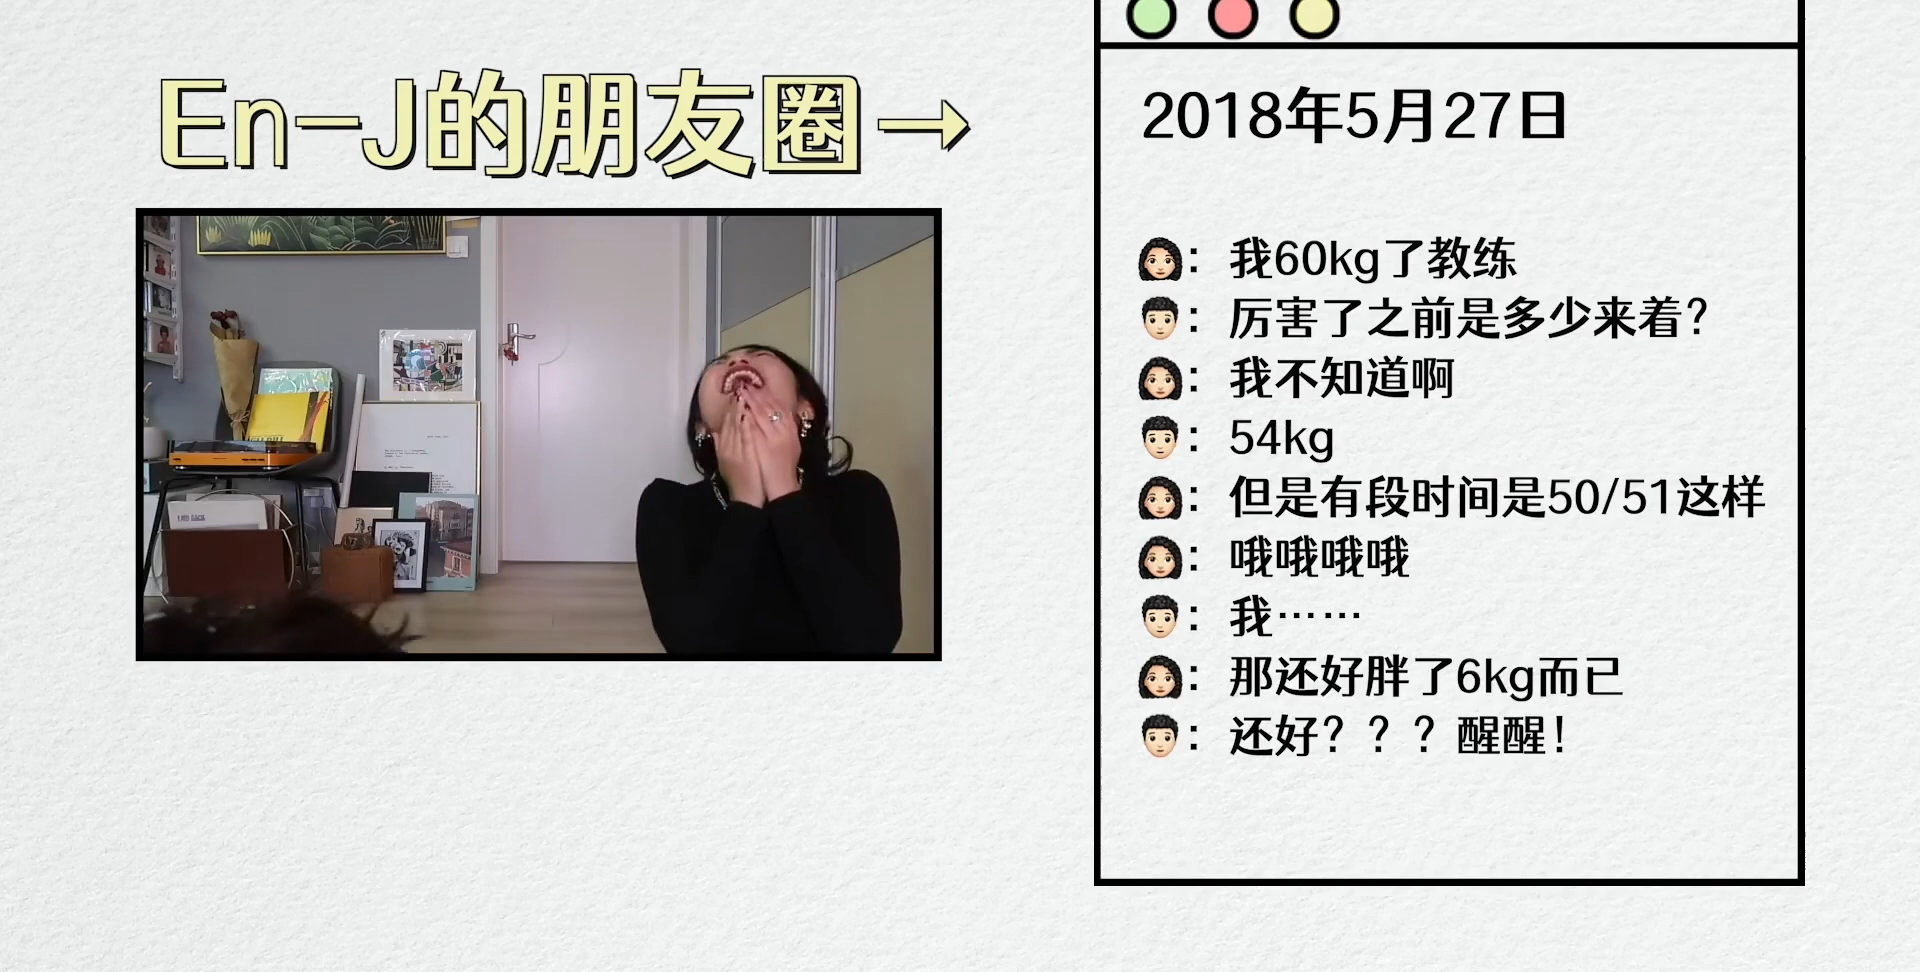 En-J的朋友圈→
2018年5月27日
👩🏻‍🦱：我60kg了教练
👨🏻‍🦱：厉害了之前是多少来着？
👩🏻‍🦱：我不知道啊
👨🏻‍🦱：54kg
👩🏻‍🦱：但是有段时间是50/51这样
👩🏻‍🦱：哦哦哦哦
👨🏻‍🦱：我……
👩🏻‍🦱：那还好胖了6kg而已
👨🏻‍🦱：还好？？？醒醒！